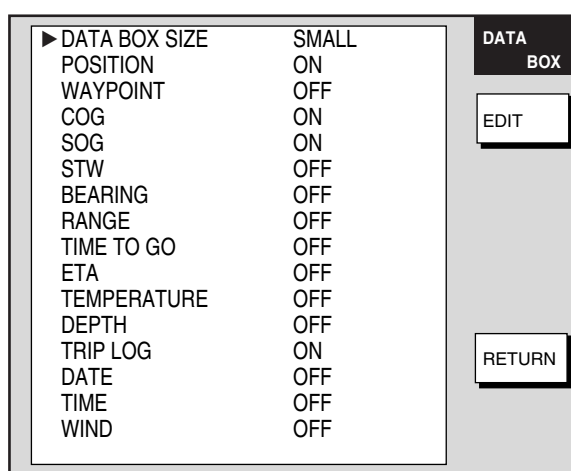 ▶ DATA BOX SIZE SMALL
POSITION ON
WAYPOINT OFF
COG ON
SOG ON
STW OFF
BEARING OFF
RANGE OFF
TIME TO GO OFF
ETA OFF
TEMPERATURE OFF
DEPTH OFF
TRIP LOG ON
DATE OFF
TIME OFF
WIND OFF
DATA
BOX
EDIT
RETURN